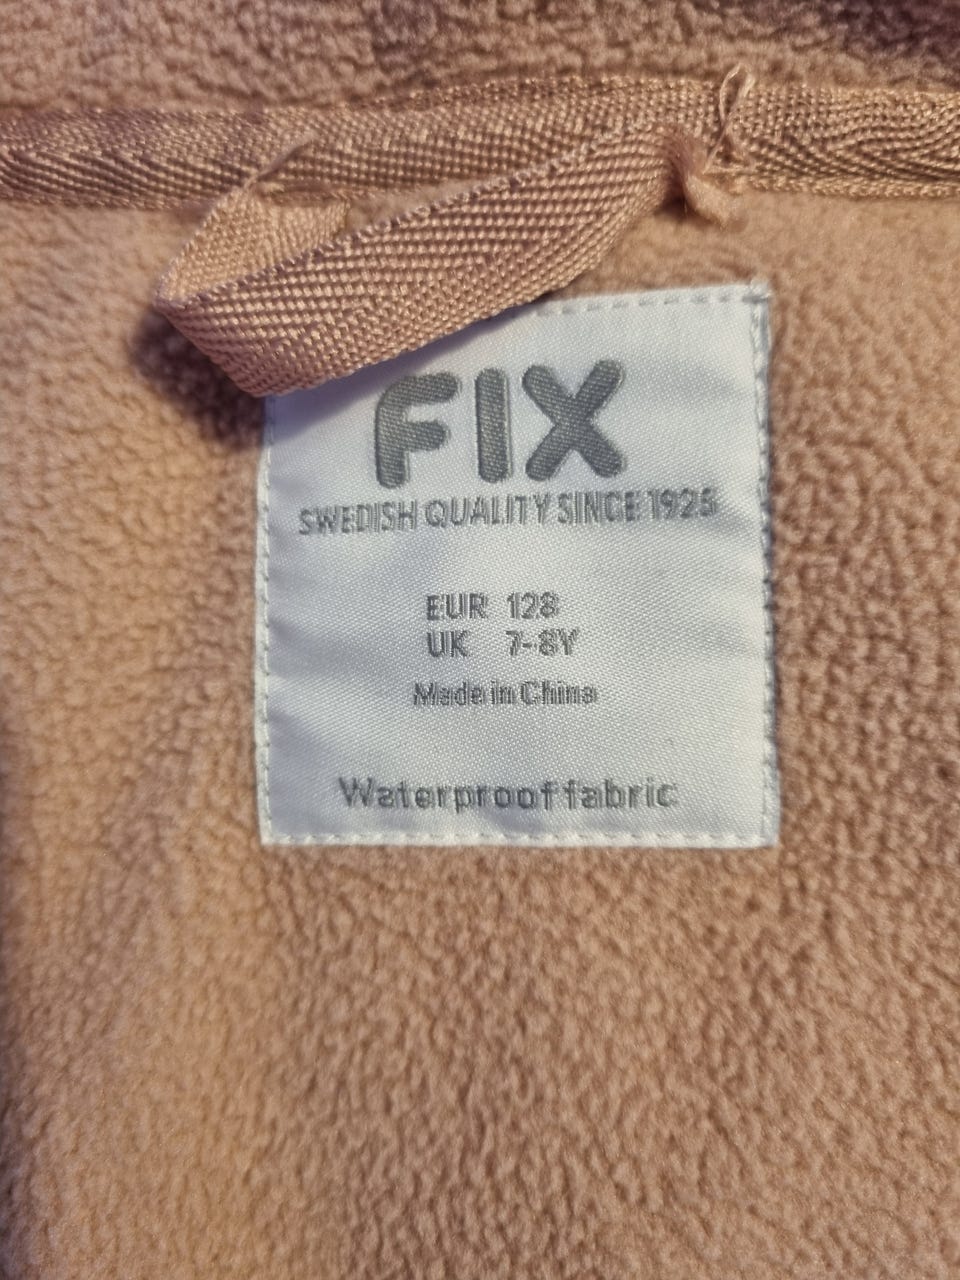 FIX
SWEDISH QUALITY SINCE 1925
EUR 128
UK 7-8Y
Made in China
Waterproof fabric